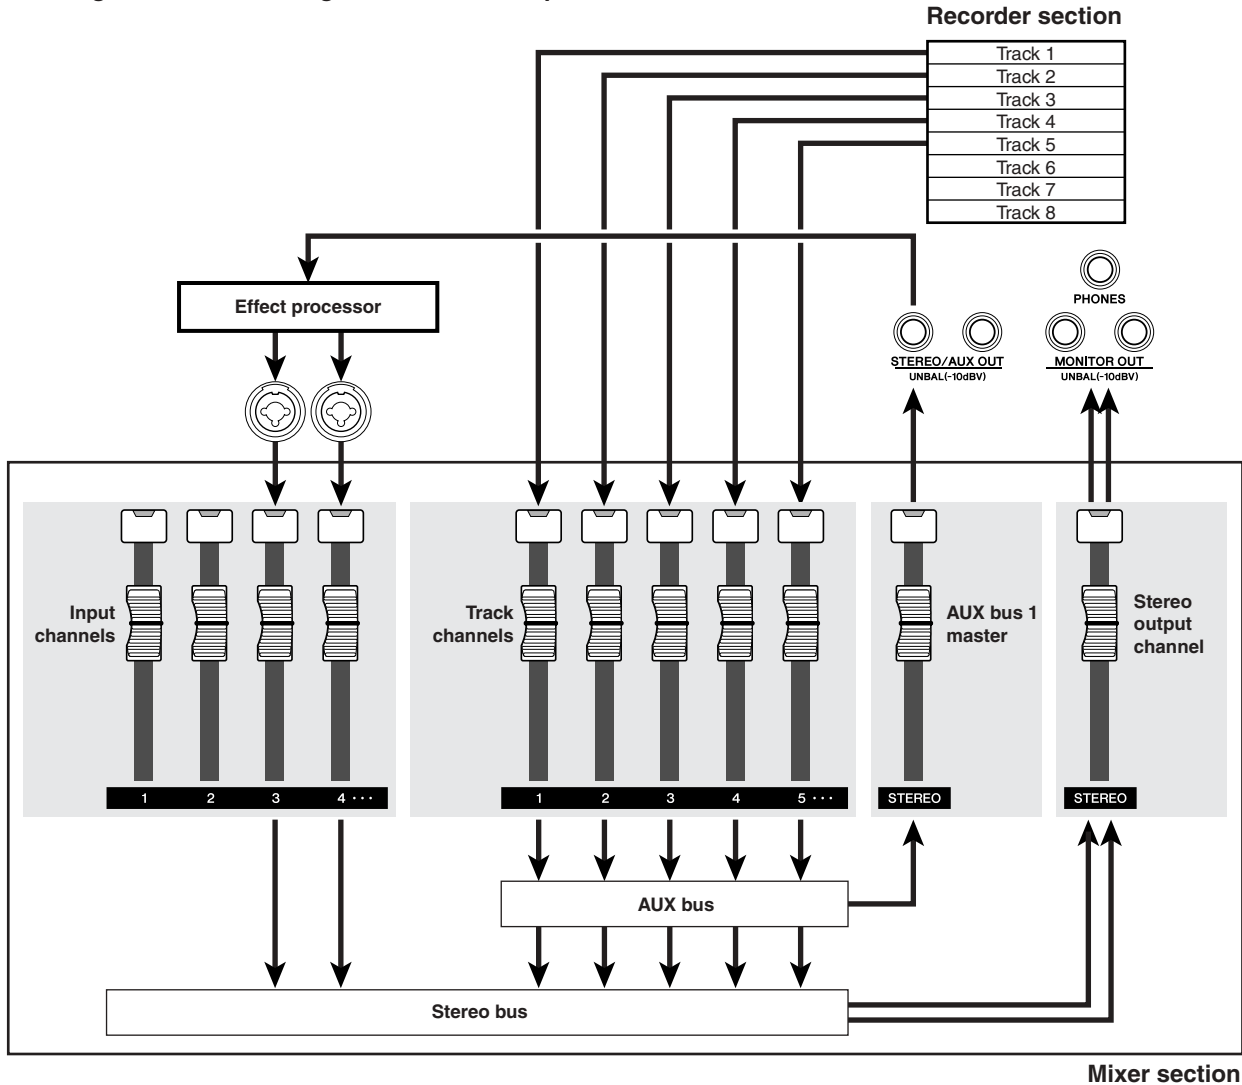 Recorder section
Track 1
Track 2
Track 3
Track 4
Track 5
Track 6
Track 7
Track 8
Effect processor
PHONES
STEREO/AUX OUT
UNBAL(-10dBV)
MONITOR OUT
UNBAL(-10dBV)
Input
channels
1 2 3 4 ···
Track
channels
1 2 3 4 5 ···
AUX bus 1
master
STEREO
Stereo
output
channel
STEREO
AUX bus
Stereo bus
Mixer section